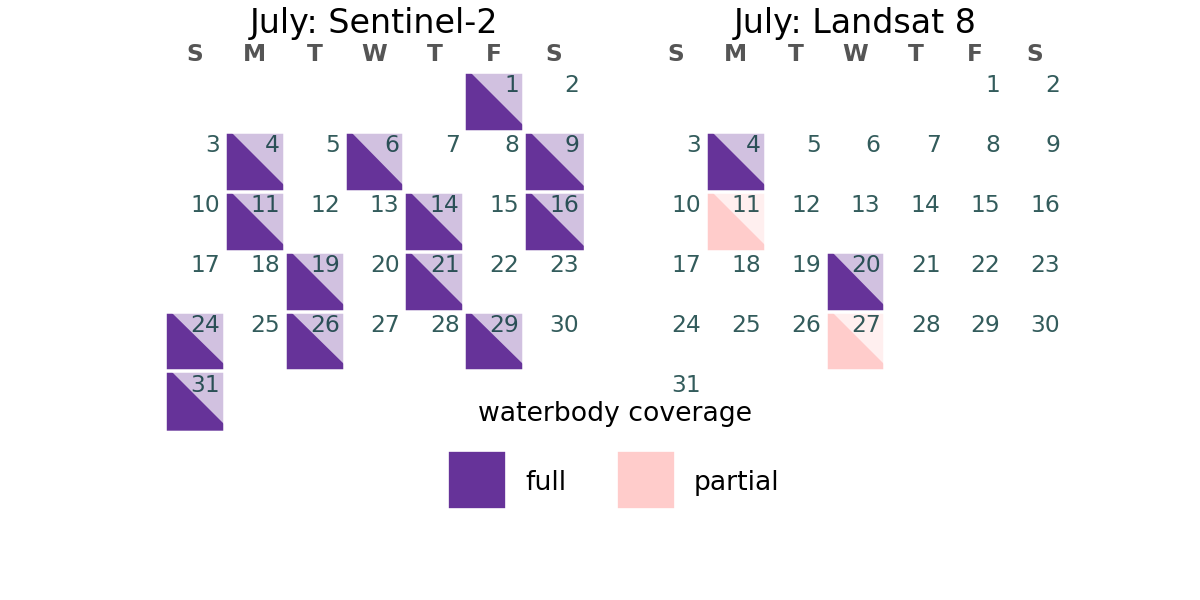 July: Sentinel-2
S M T W T F S
1 2
3 4 5 6 7 8 9
10 11 12 13 14 15 16
17 18 19 20 21 22 23
24 25 26 27 28 29 30
31
July: Landsat 8
S M T W T F S
1 2
3 4 5 6 7 8 9
10 11 12 13 14 15 16
17 18 19 20 21 22 23
24 25 26 27 28 29 30
31
waterbody coverage
full partial